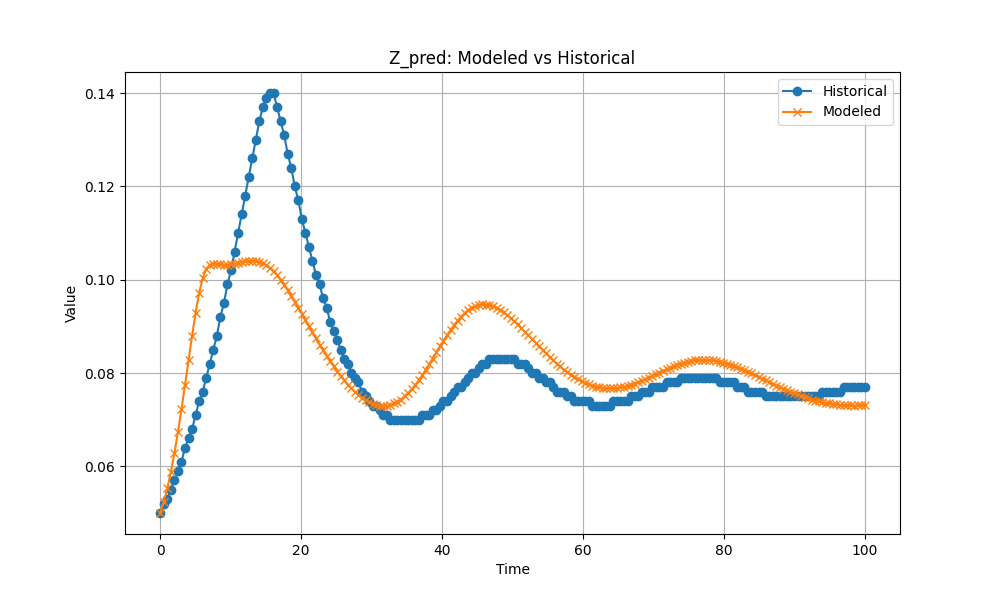 Z_pred: Modeled vs Historical
Historical
Modeled
Value
0.14
0.12
0.10
0.08
0.06
0 20 40 60 80 100
Time